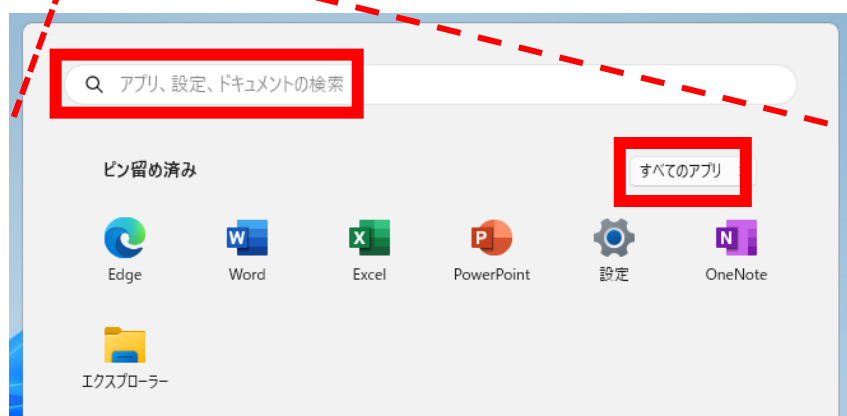 アプリ、設定、ドキュメントの検索
ピン留め済み
すべてのアプリ
Edge
Word
Excel
PowerPoint
設定
OneNote
エクスプローラー